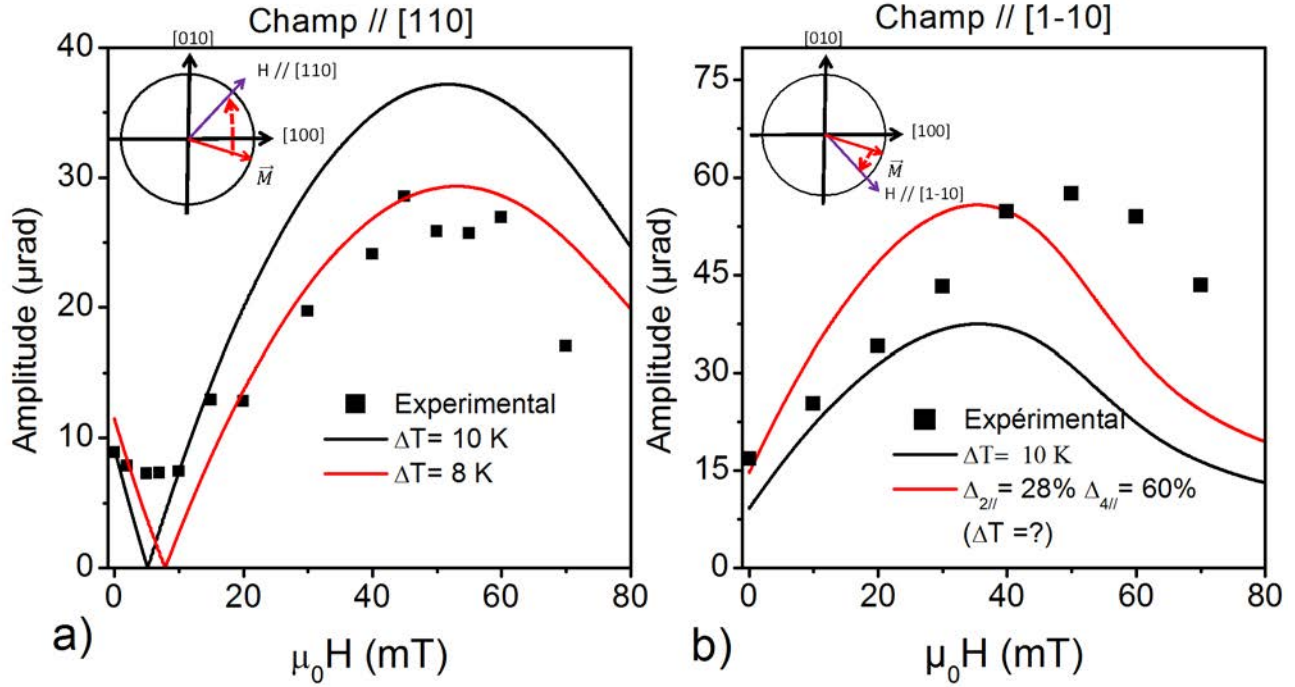 Champ // [110]
40
30
20
10
0
Amplitude (µrad)
[010]
H // [110]
[100]
M
Experimental
ΔT= 10 K
ΔT= 8 K
0
20
40
60
80
a)
μ₀H (mT)
Champ // [1-10]
75
60
45
30
15
0
Amplitude (µrad)
[010]
[100]
M
H // [1-10]
Expérimental
ΔT= 10 K
Δ2//= 28% Δ4//= 60%
(ΔT =?)
0
20
40
60
80
b)
µ₀H (mT)